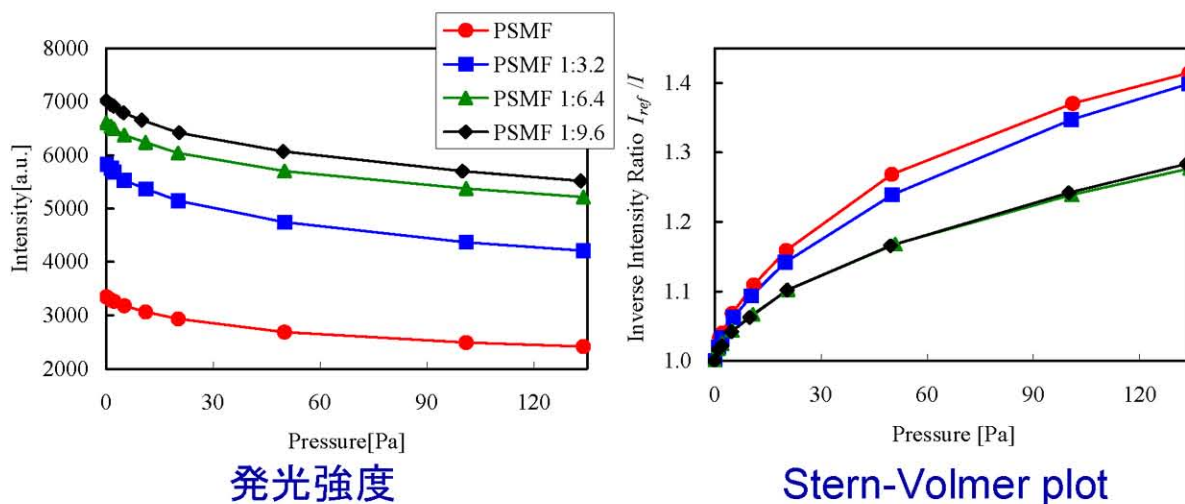 PSMF
PSMF 1:3.2
PSMF 1:6.4
PSMF 1:9.6
8000
7000
6000
5000
4000
3000
2000
Intensity[a.u.]
0 30 60 90 120
Pressure[Pa]
発光強度
1.4
1.3
1.2
1.1
1.0
Inverse Intensity Ratio Iref /I
0 30 60 90 120
Pressure [Pa]
Stern-Volmer plot